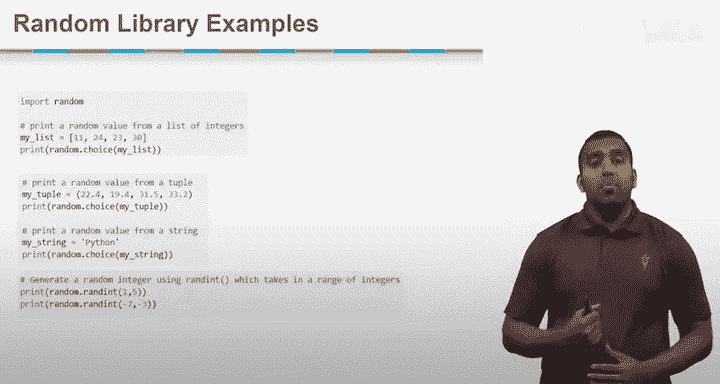 Random Library Examples
import random
# print a random value from a list of integers
my_list = [11, 24, 23, 30]
print(random.choice(my_list))
# print a random value from a tuple
my_tuple = (22.4, 19.4, 31.5, 33.2)
print(random.choice(my_tuple))
# print a random value from a string
my_string = 'Python'
print(random.choice(my_string))
# Generate a random integer using randint() which takes in a range of integers
print(random.randint(1,5))
print(random.randint(-7,-3))